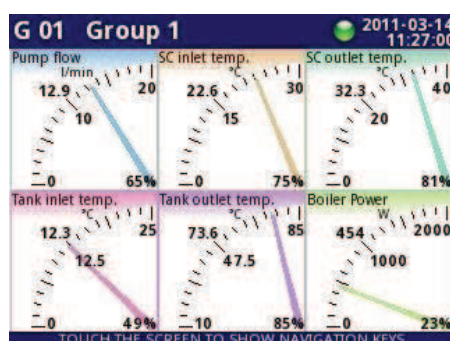 G 01 Group 1
2011-03-14
11:27:00
Pump flow
l/min
12.9
20
10
0
65%
SC inlet temp.
°C
22.6
30
15
0
75%
SC outlet temp.
°C
32.3
40
20
0
81%
Tank inlet temp.
°C
12.3
25
12.5
0
49%
Tank outlet temp.
°C
73.6
85
47.5
10
85%
Boiler Power
W
454
2000
1000
0
23%
TOUCH THE SCREEN TO SHOW NAVIGATION KEYS